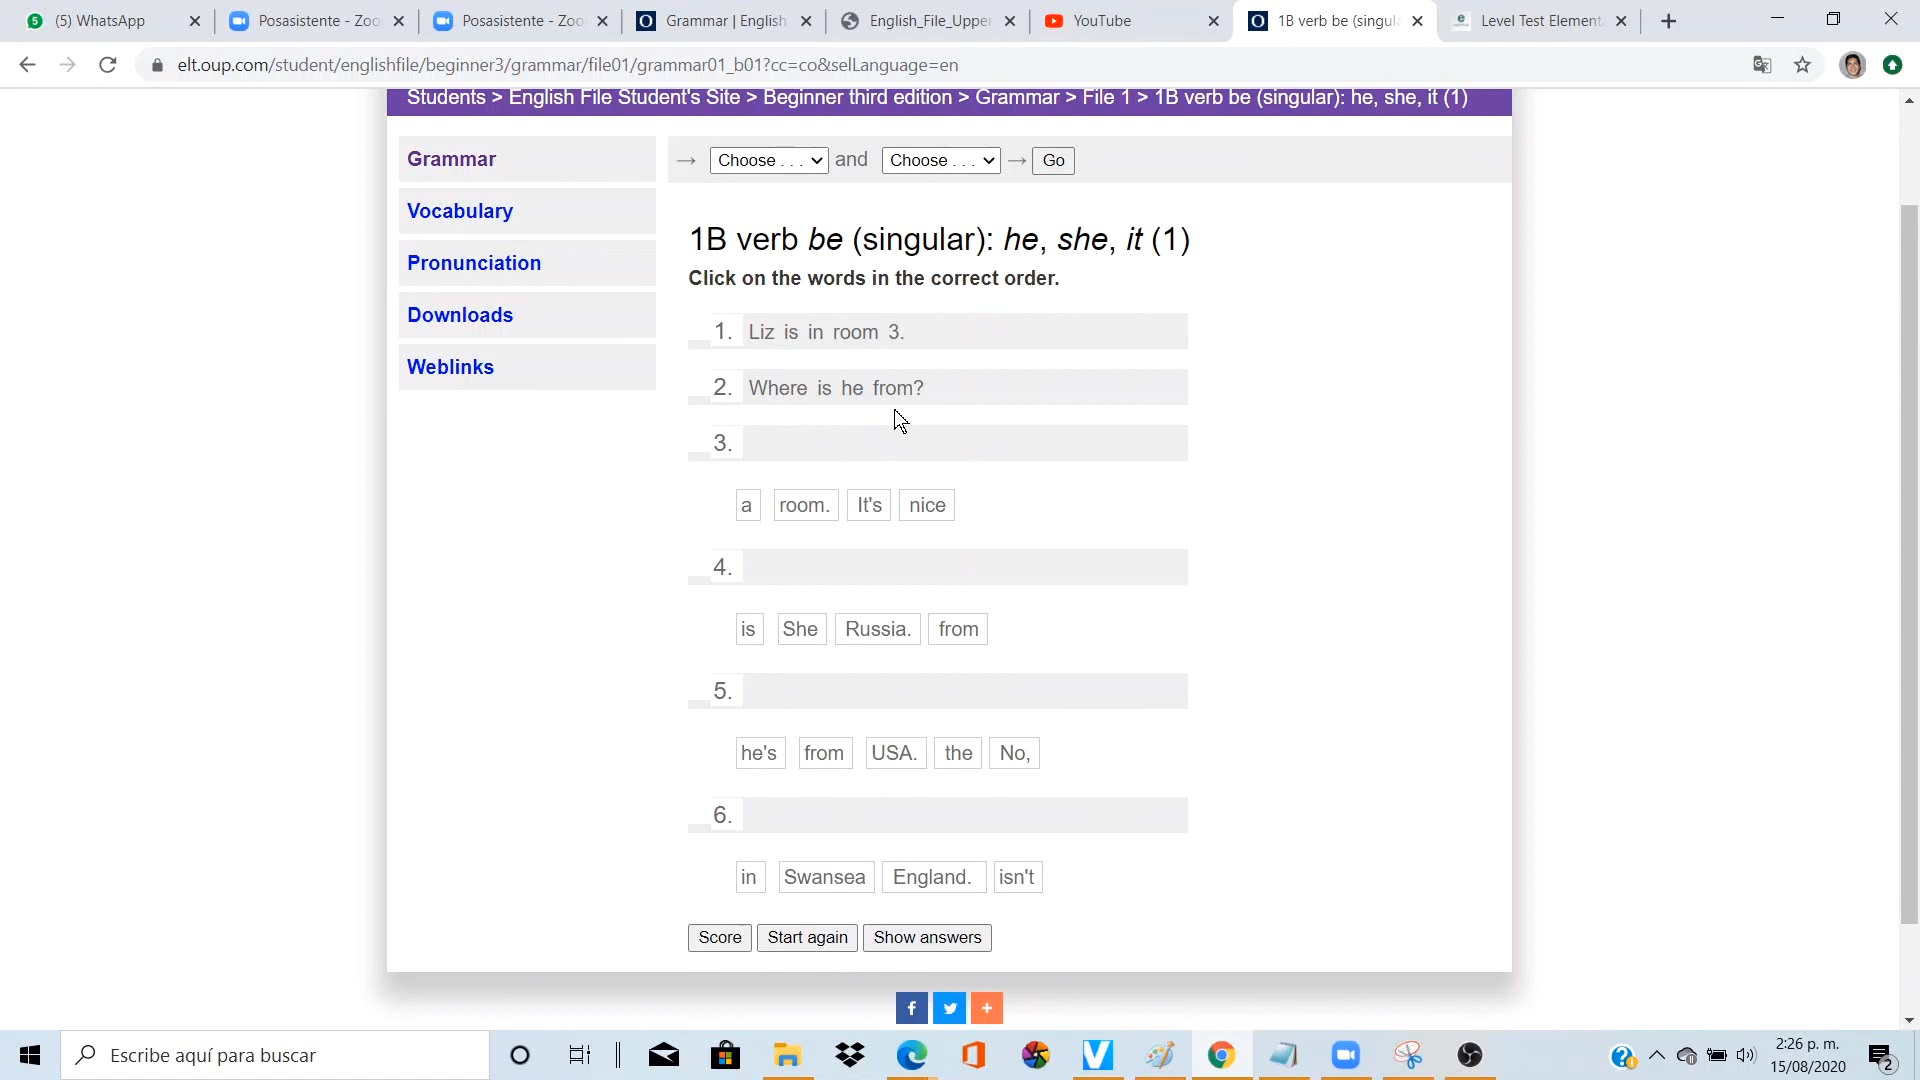 (5) WhatsApp
Posasistente - Zoo
Posasistente - Zoo
Grammar | English
English_File_Upper
YouTube
1B verb be (singula
Level Test Element
elt.oup.com/student/englishfile/beginner3/grammar/file01/grammar01_b01?cc=co&selLanguage=en
Students > English File Student's Site > Beginner third edition > Grammar > File 1 > 1B verb be (singular): he, she, it (1)
Grammar
Vocabulary
Pronunciation
Downloads
Weblinks
→ Choose . . . and Choose . . . → Go
1B verb be (singular): he, she, it (1)
Click on the words in the correct order.
1. Liz is in room 3.
2. Where is he from?
3.
a room. It's nice
4.
is She Russia. from
5.
he's from USA. the No,
6.
in Swansea England. isn't
Score Start again Show answers
Escribe aquí para buscar
2:26 p. m.
15/08/2020
2